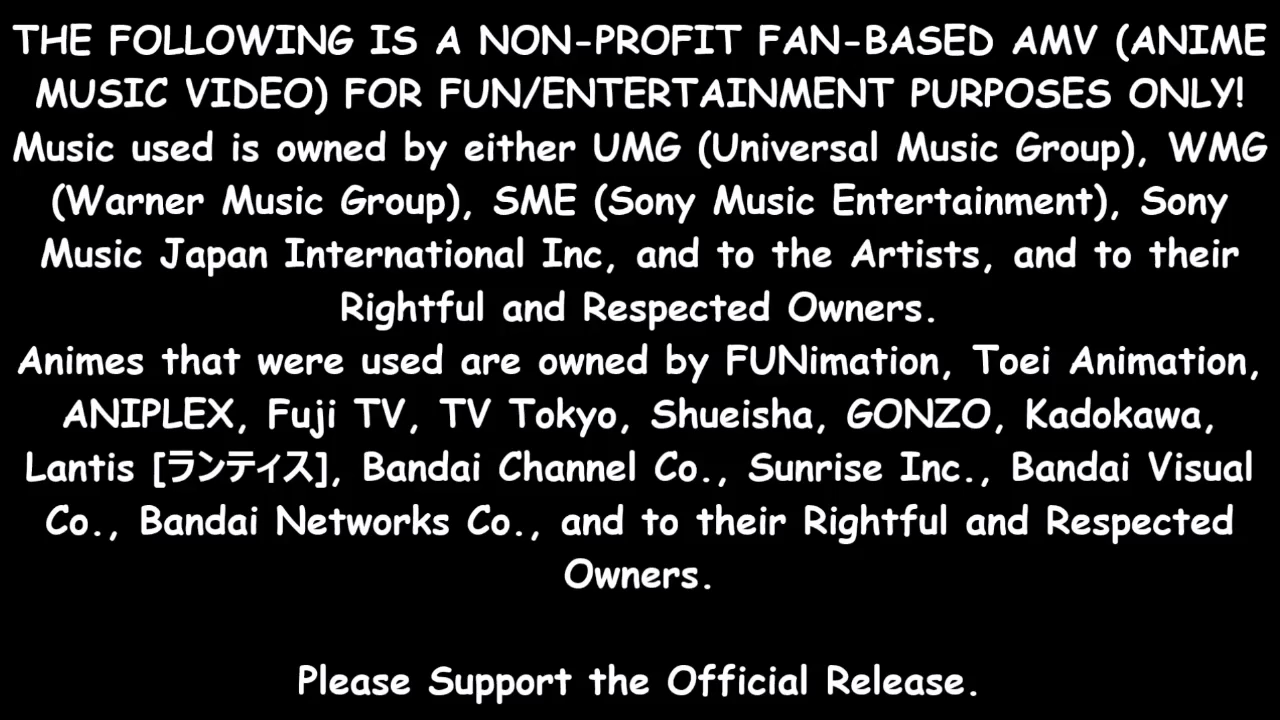 THE FOLLOWING IS A NON-PROFIT FAN-BASED AMV (ANIME
MUSIC VIDEO) FOR FUN/ENTERTAINMENT PURPOSES ONLY!
Music used is owned by either UMG (Universal Music Group), WMG
(Warner Music Group), SME (Sony Music Entertainment), Sony
Music Japan International Inc, and to the Artists, and to their
Rightful and Respected Owners.
Animes that were used are owned by FUNimation, Toei Animation,
ANIPLEX, Fuji TV, TV Tokyo, Shueisha, GONZO, Kadokawa,
Lantis [ランティス], Bandai Channel Co., Sunrise Inc., Bandai Visual
Co., Bandai Networks Co., and to their Rightful and Respected
Owners.
Please Support the Official Release.